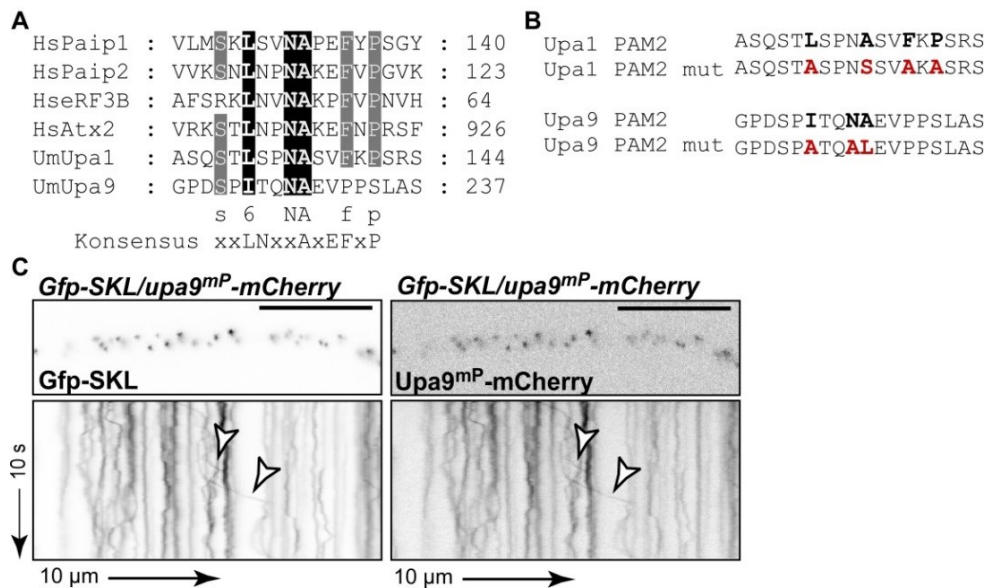 A
HsPaip1 : VLMSKLSVNAPEFYPSGY : 140
HsPaip2 : VVKSNLNPNAKEFVPGVK : 123
HseRF3B : AFSRKLNVNAKPFVPNVH : 64
HsAtx2 : VRKSTLNPNAKEFNPRSF : 926
UmUpa1 : ASQSTLSPNASVFKPSRS : 144
UmUpa9 : GPDSPITQNAEVPPSLAS : 237
s 6 NA f p
Konsensus xxLNxxAxEFxP
B
Upa1 PAM2 ASQSTLSPNASVFKPSRS
Upa1 PAM2 mut ASQSTASPNSSVAKASRS
Upa9 PAM2 GPDSPITQNAEVPPSLAS
Upa9 PAM2 mut GPDSPATQALEVPPSLAS
C
Gfp-SKL/upa9mP-mCherry
Gfp-SKL
Gfp-SKL/upa9mP-mCherry
Upa9mP-mCherry
10 s
10 µm
10 µm